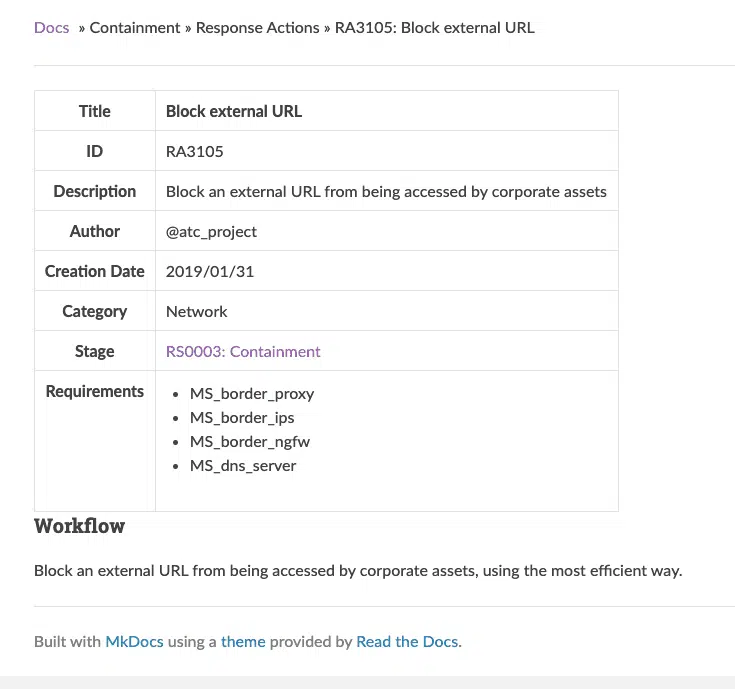 Docs » Containment » Response Actions » RA3105: Block external URL
Title Block external URL
ID RA3105
Description Block an external URL from being accessed by corporate assets
Author @atc_project
Creation Date 2019/01/31
Category Network
Stage RS0003: Containment
Requirements • MS_border_proxy
• MS_border_ips
• MS_border_ngfw
• MS_dns_server
Workflow
Block an external URL from being accessed by corporate assets, using the most efficient way.
Built with MkDocs using a theme provided by Read the Docs.